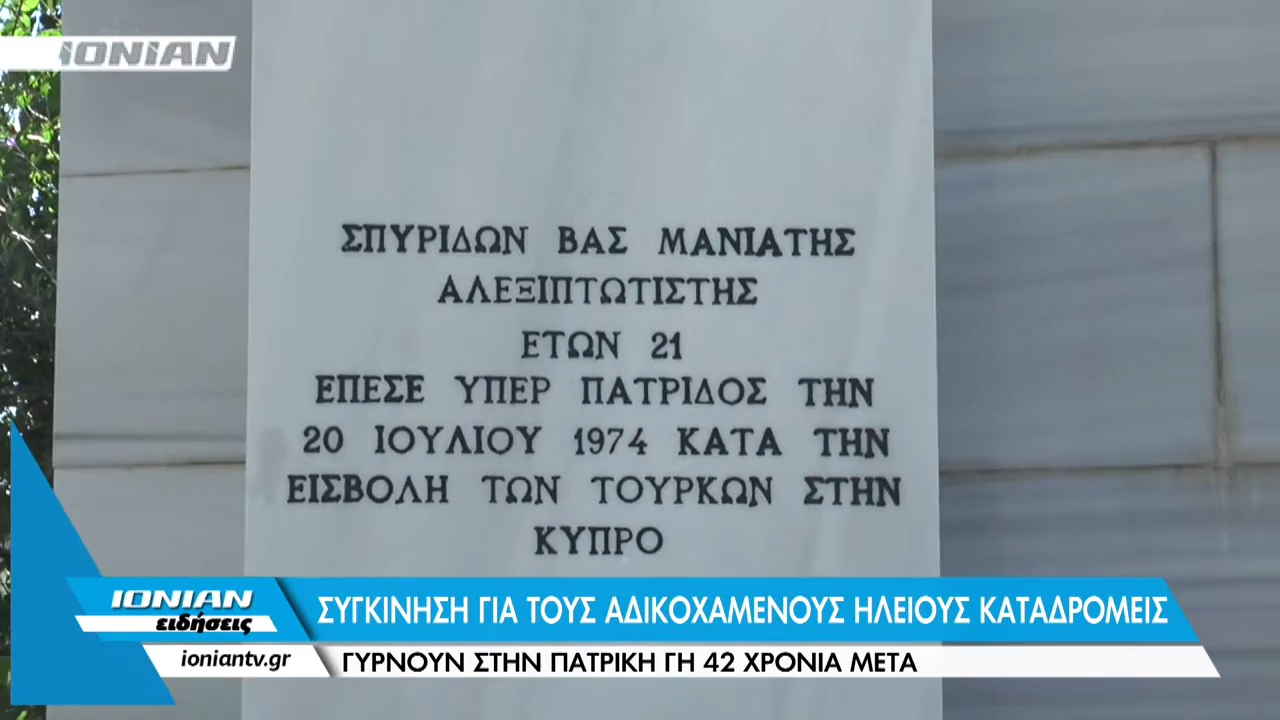 IONIAN
ΣΠΥΡΙΔΩΝ ΒΑΣ ΜΑΝΙΑΤΗΣ
ΑΛΕΞΙΠΤΩΤΙΣΤΗΣ
ΕΤΩΝ 21
ΕΠΕΣΕ ΥΠΕΡ ΠΑΤΡΙΔΟΣ ΤΗΝ
20 ΙΟΥΛΙΟΥ 1974 ΚΑΤΑ ΤΗΝ
ΕΙΣΒΟΛΗ ΤΩΝ ΤΟΥΡΚΩΝ ΣΤΗΝ
ΚΥΠΡΟ
IONIAN
ειδήσεις
ΣΥΓΚΙΝΗΣΗ ΓΙΑ ΤΟΥΣ ΑΔΙΚΟΧΑΜΕΝΟΥΣ ΗΛΕΙΟΥΣ ΚΑΤΑΔΡΟΜΕΙΣ
ioniantv.gr
ΓΥΡΝΟΥΝ ΣΤΗΝ ΠΑΤΡΙΚΗ ΓΗ 42 ΧΡΟΝΙΑ ΜΕΤΑ